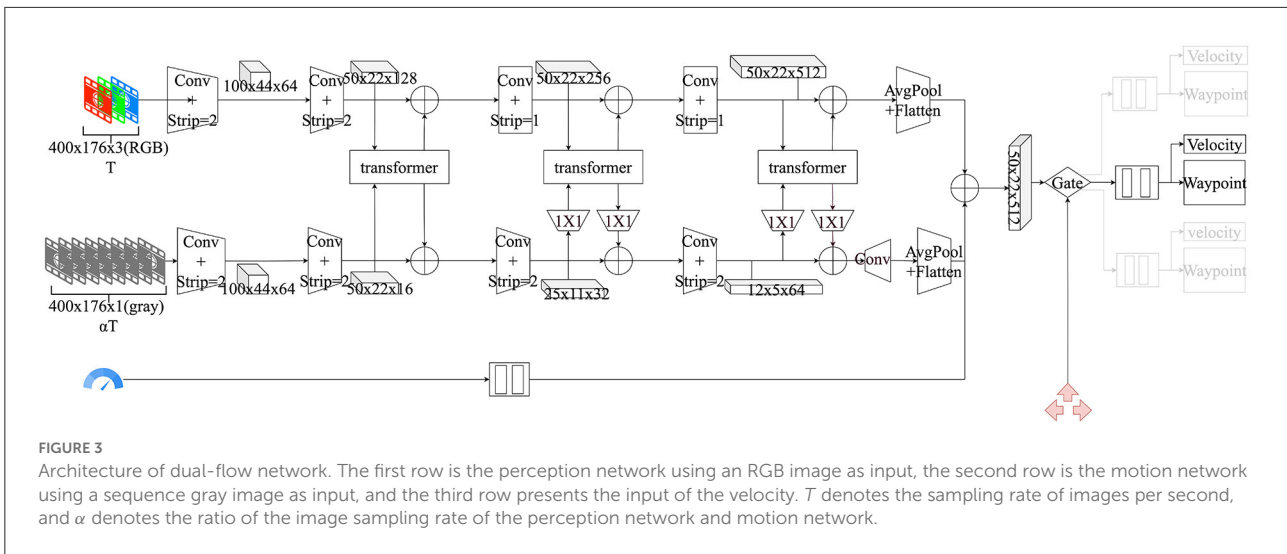 Conv
+
Strip=2
100x44x64
Conv
+
Strip=2
50x22x128
Conv
+
Strip=1
50x22x256
Conv
+
Strip=1
50x22x512
AvgPool
+Flatten
400x176x3(RGB)
T
transformer
transformer
transformer
1X1
1X1
1X1
1X1
Conv
+
Strip=2
100x44x64
Conv
+
Strip=2
50x22x16
Conv
+
Strip=2
25x11x32
Conv
+
Strip=2
12x5x64
Conv
AvgPool
+Flatten
400x176x1(gray)
αT
50x22x512
Gate
Velocity
Waypoint
Velocity
Waypoint
velocity
Waypoint
FIGURE 3
Architecture of dual-flow network. The first row is the perception network using an RGB image as input, the second row is the motion network
using a sequence gray image as input, and the third row presents the input of the velocity. T denotes the sampling rate of images per second,
and α denotes the ratio of the image sampling rate of the perception network and motion network.